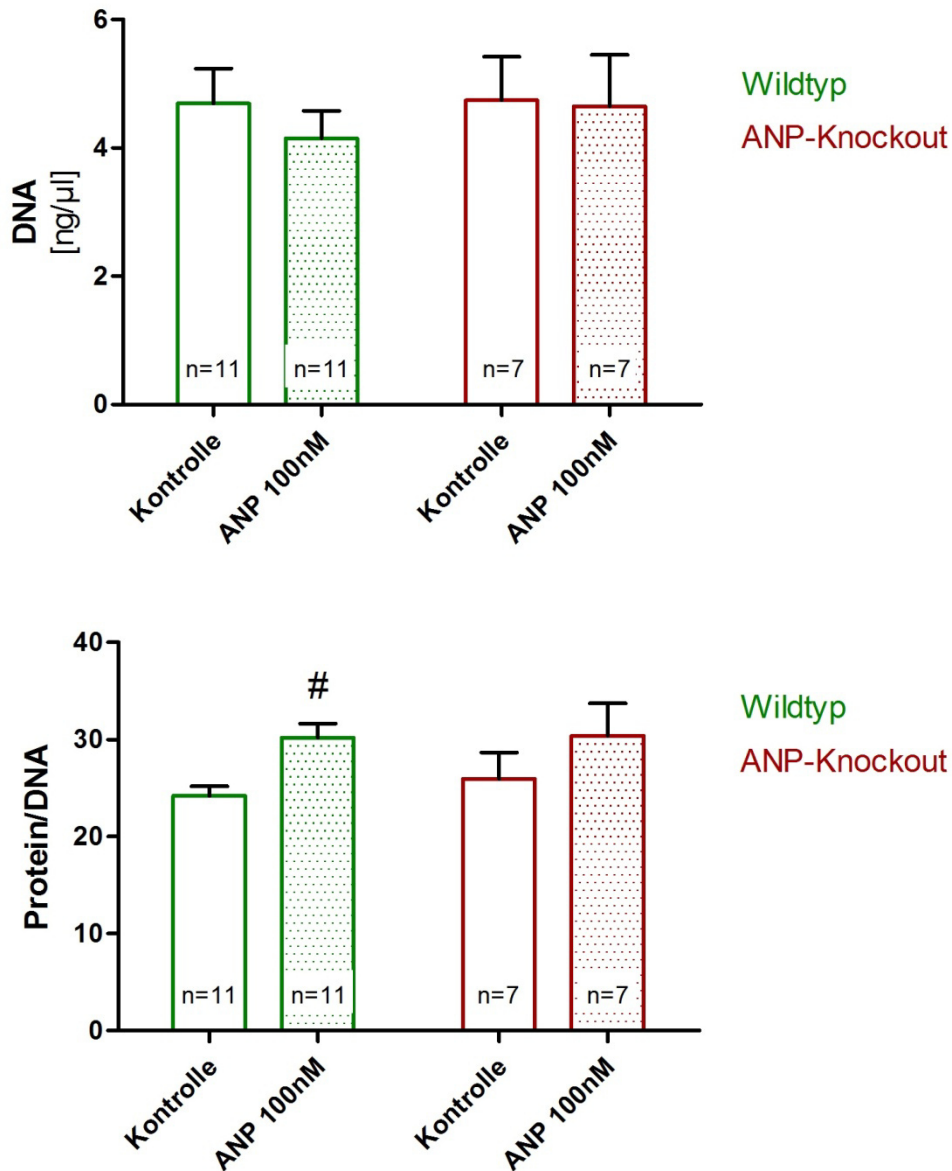 6
4
2
0
DNA
[ng/µl]
n=11
n=11
n=7
n=7
Kontrolle
ANP 100nM
Kontrolle
ANP 100nM
Wildtyp
ANP-Knockout
40
30
20
10
0
Protein/DNA
#
n=11
n=11
n=7
n=7
Kontrolle
ANP 100nM
Kontrolle
ANP 100nM
Wildtyp
ANP-Knockout